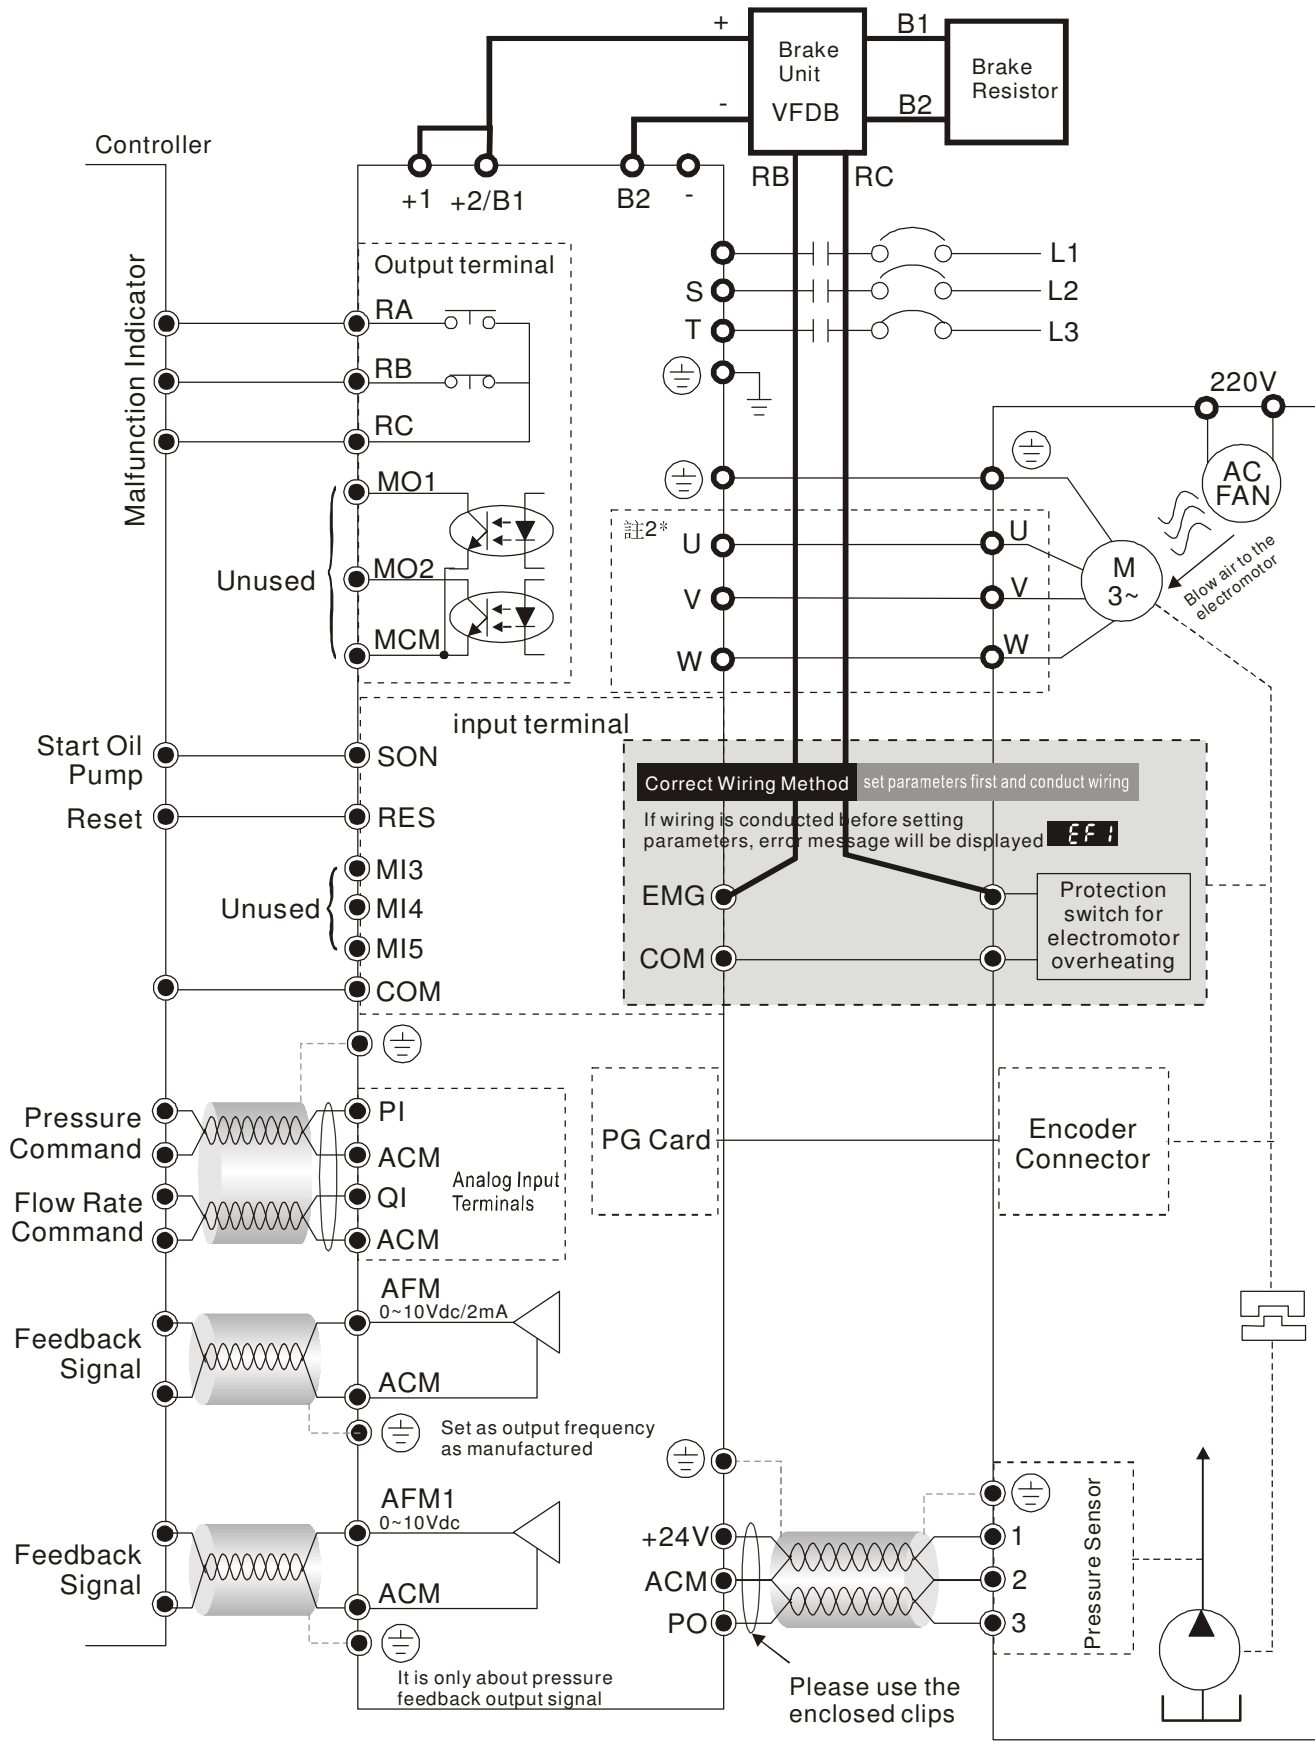 +
B1
Brake
Unit
VFDB
Brake
Resistor
-
B2
Controller
RB
RC
+1
+2/B1
B2
-
Output terminal
L1
S
L2
T
L3
Malfunction Indicator
RA
RB
RC
220V
AC
FAN
MO1
MO2
MCM
Unused
註2*
U
U
V
V
W
W
M
3~
Blow air to the
electromotor
input terminal
Start Oil
Pump
SON
Reset
RES
MI3
Unused
MI4
MI5
COM
Correct Wiring Method
set parameters first and conduct wiring
If wiring is conducted before setting
parameters, error message will be displayed
EF1
EMG
COM
Protection
switch for
electromotor
overheating
Pressure
Command
PI
ACM
Analog Input
Terminals
Flow Rate
Command
QI
ACM
PG Card
Encoder
Connector
AFM
0~10Vdc/2mA
Feedback
Signal
ACM
Set as output frequency
as manufactured
AFM1
0~10Vdc
Feedback
Signal
ACM
It is only about pressure
feedback output signal
+24V
ACM
PO
1
2
3
Pressure Sensor
Please use the
enclosed clips